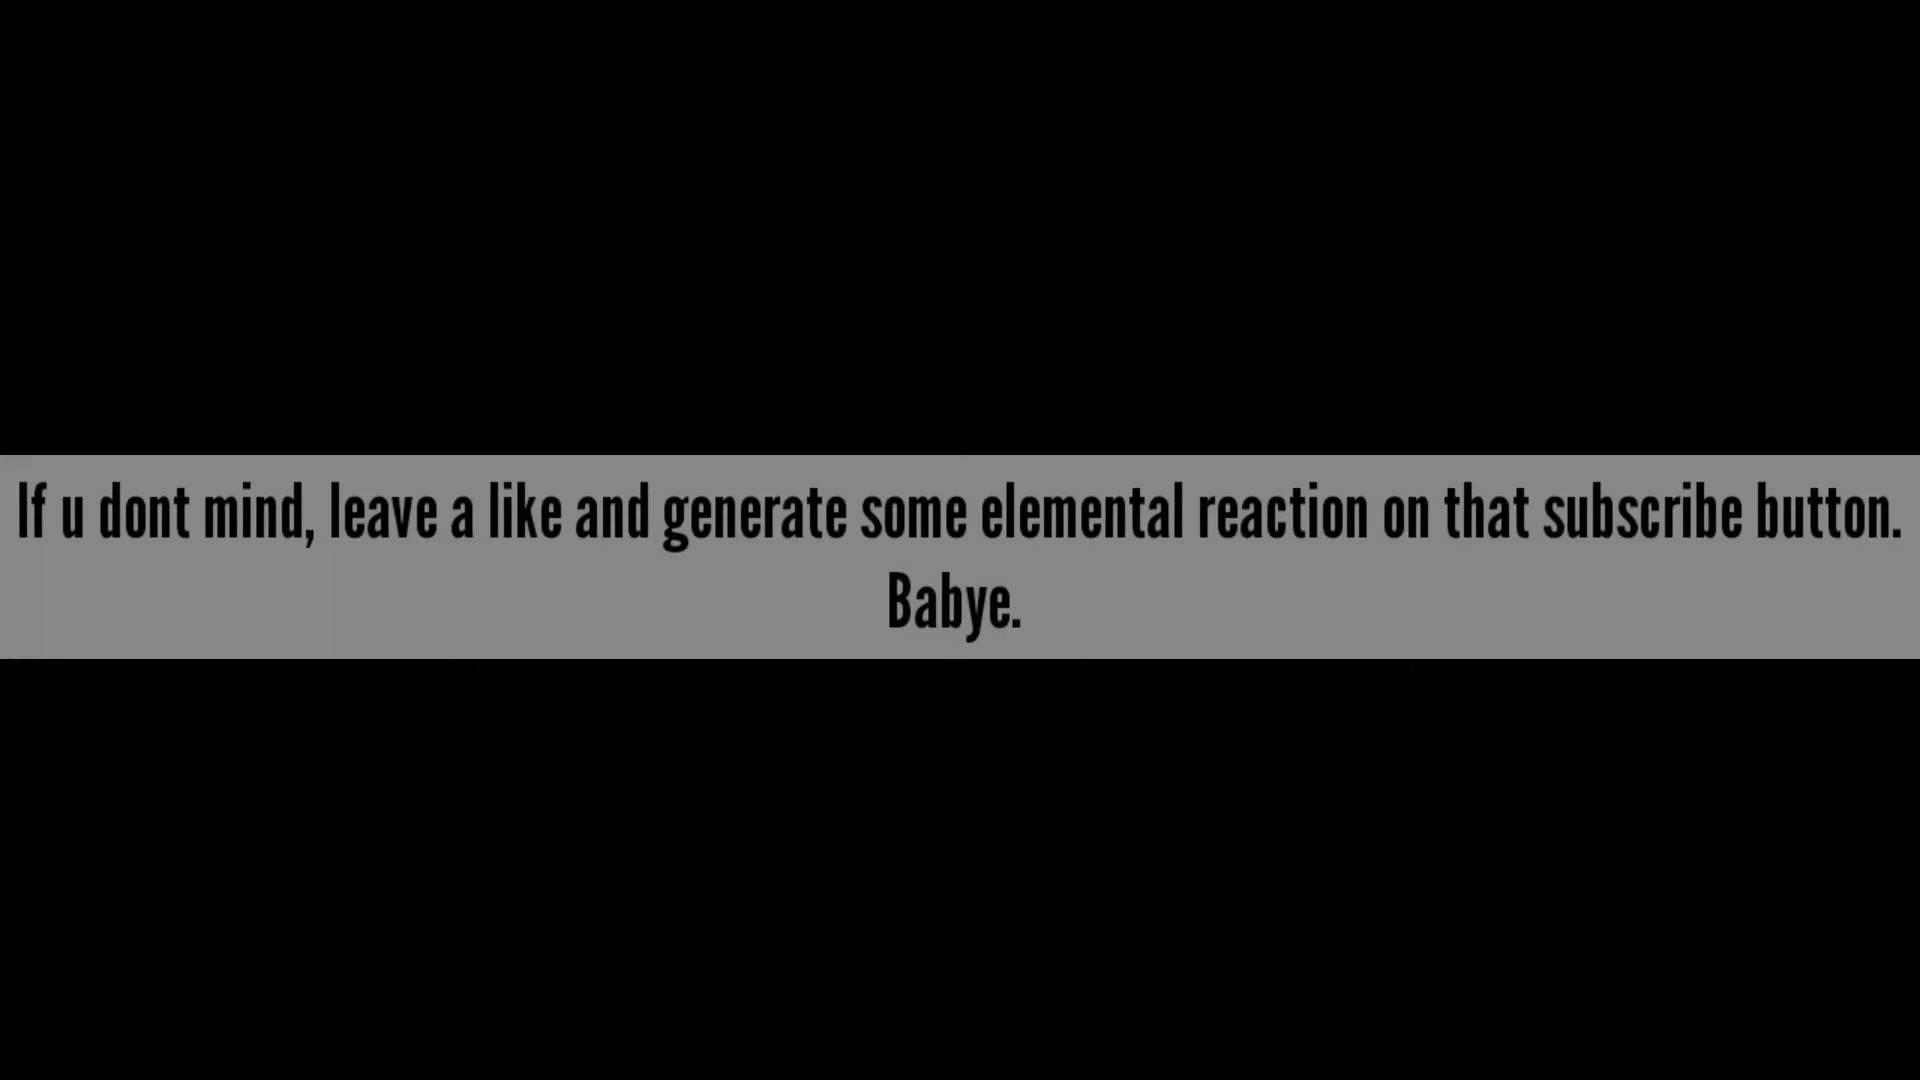 If u dont mind, leave a like and generate some elemental reaction on that subscribe button.
Babye.